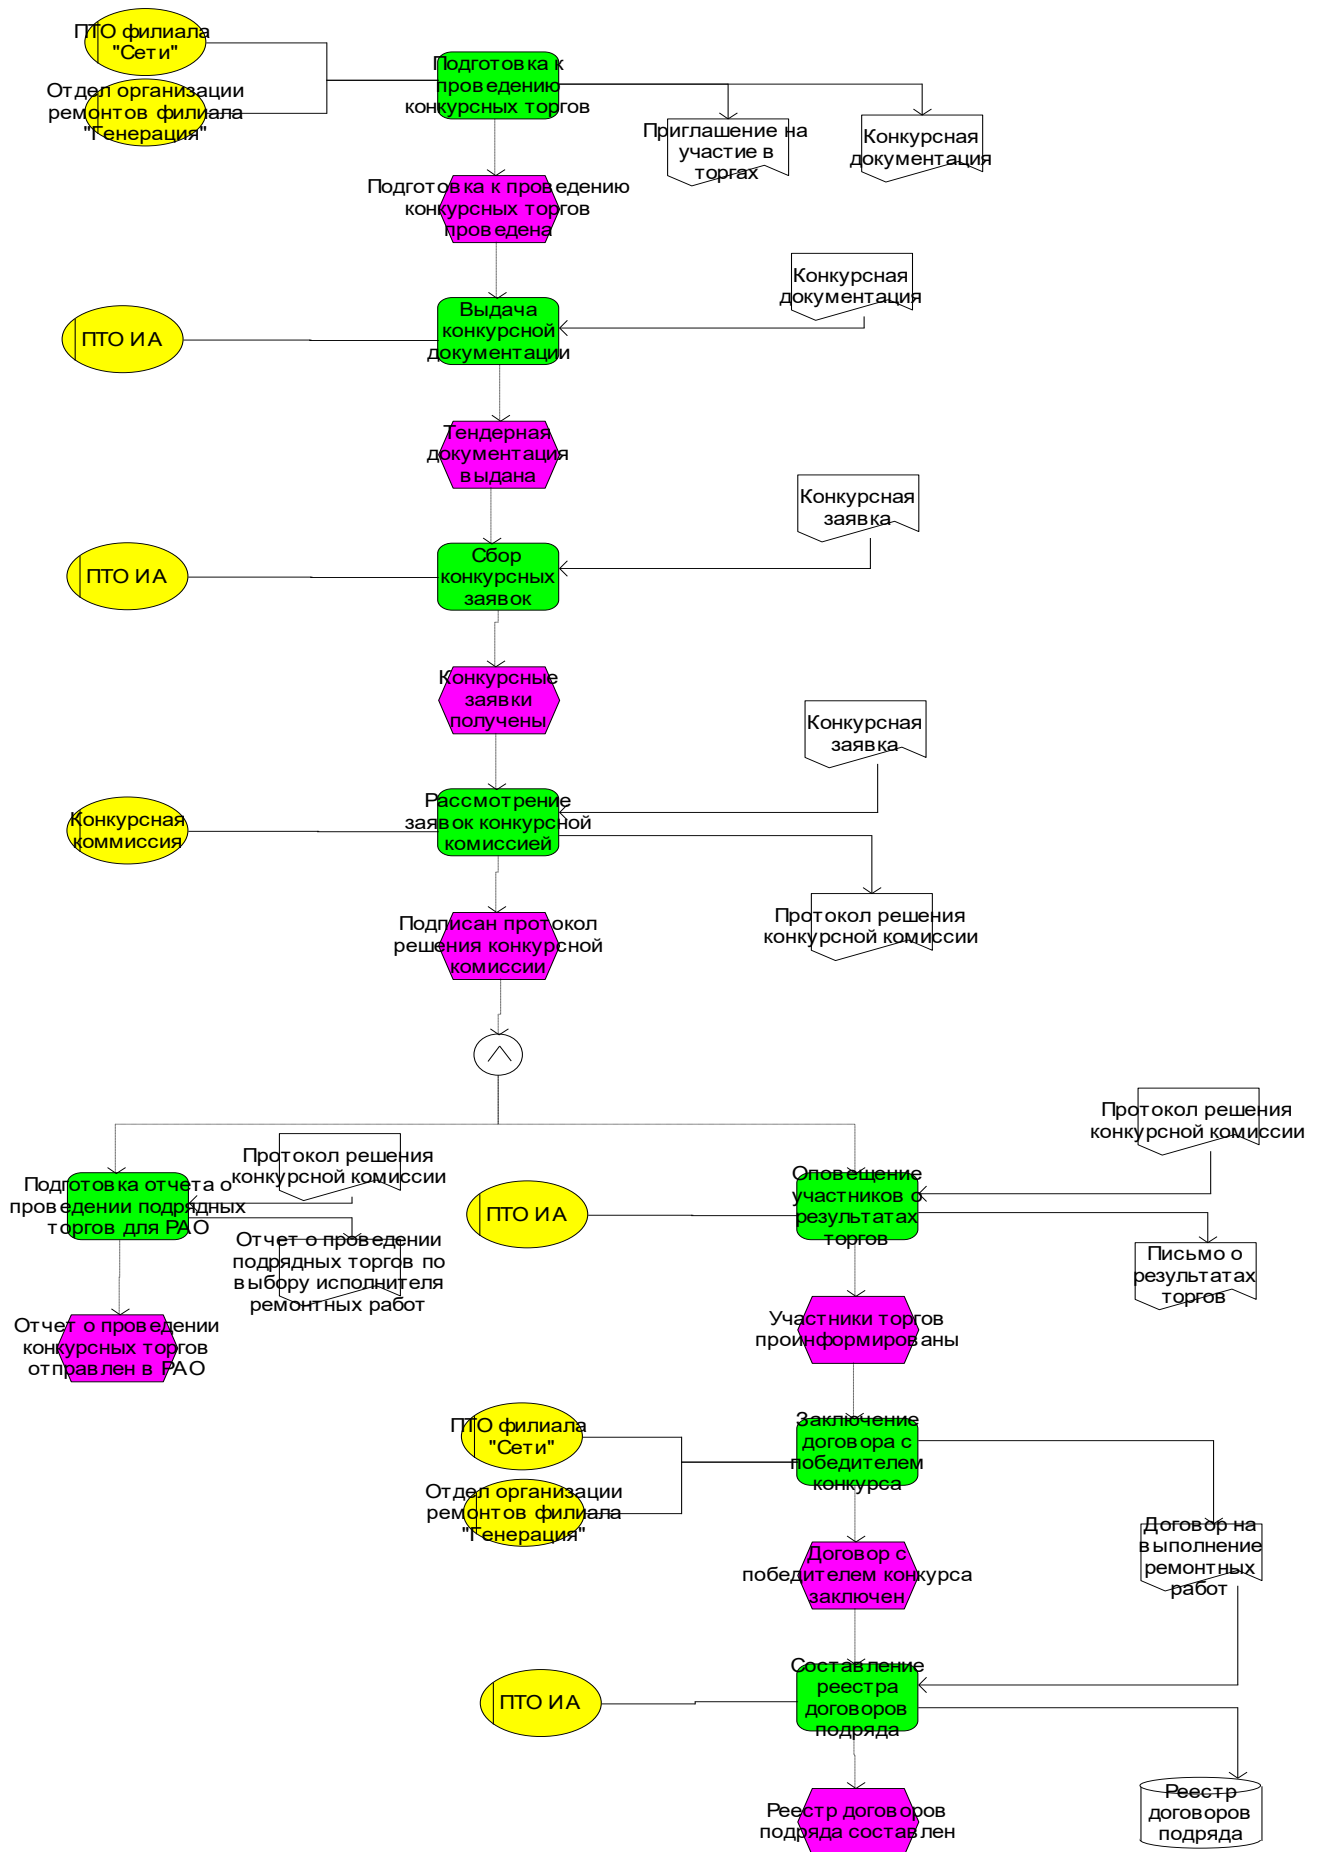 ПТО филиала
"Сети"
Отдел организации
ремонтов филиала
"Генерация"
Подготовка к
проведению
конкурсных торгов
Приглашение на
участие в
торгах
Конкурсная
документация
Подготовка к проведению
конкурсных торгов
проведена
Конкурсная
документация
ПТО ИА
Выдача
конкурсной
документации
Тендерная
документация
выдана
Конкурсная
заявка
ПТО ИА
Сбор
конкурсных
заявок
Конкурсные
заявки
получены
Конкурсная
заявка
Конкурсная
коммиссия
Рассмотрение
заявок конкурсной
комиссией
Подписан протокол
решения конкурсной
комиссии
Протокол решения
конкурсной комиссии
Протокол решения
конкурсной комиссии
Подготовка отчета о
проведении подрядных
торгов для РАО
Протокол решения
конкурсной комиссии
Отчет о проведении
подрядных торгов по
выбору исполнителя
ремонтных работ
Отчет о проведении
конкурсных торгов
отправлен в РАО
ПТО ИА
Оповещение
участников о
результатах
торгов
Письмо о
результатах
торгов
Участники торгов
проинформированы
ПТО филиала
"Сети"
Отдел организации
ремонтов филиала
"Генерация"
Заключение
договора с
победителем
конкурса
Договор на
выполнение
ремонтных
работ
Договор с
победителем конкурса
заключен
ПТО ИА
Составление
реестра
договоров
подряда
Реестр договоров
подряда составлен
Реестр
договоров
подряда